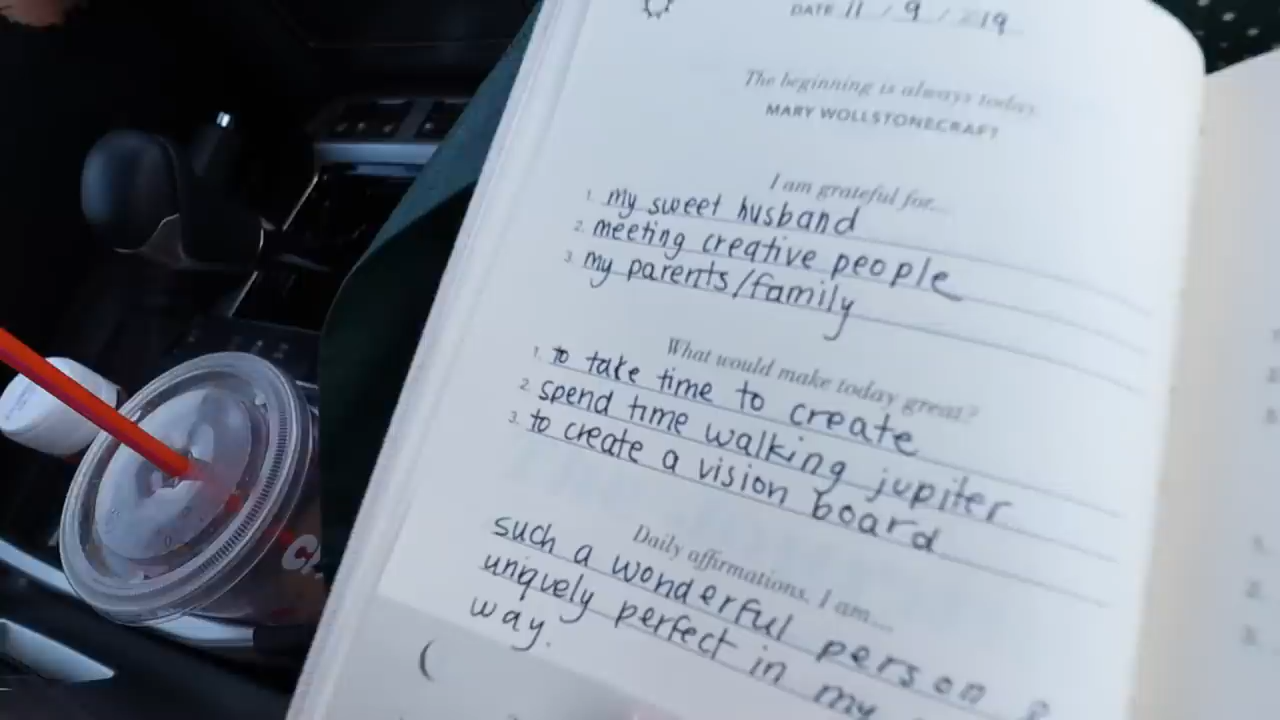 DATE 11 / 9 / 19
The beginning is always today.
MARY WOLLSTONECRAFT
I am grateful for...
1. my sweet husband
2. meeting creative people
3. my parents/family
What would make today great?
1. to take time to create
2. spend time walking jupiter
3. to create a vision board
Daily affirmations. I am...
such a wonderful person &
uniquely perfect in my
way.